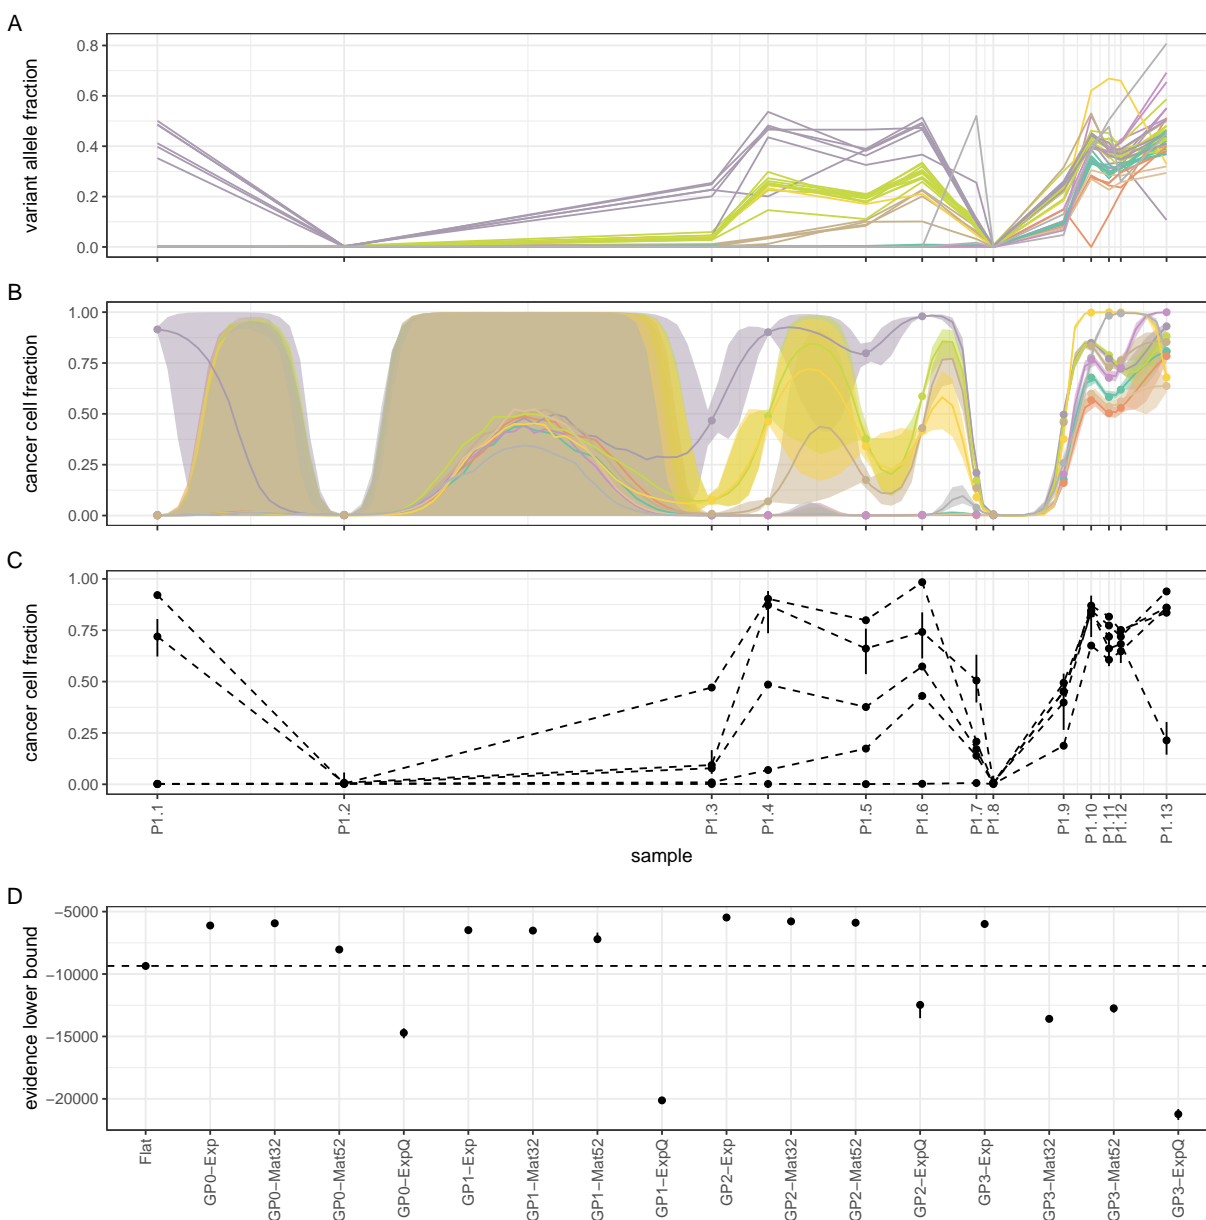 A
variant allele fraction
0.8
0.6
0.4
0.2
0.0
B
cancer cell fraction
1.00
0.75
0.50
0.25
0.00
C
cancer cell fraction
1.00
0.75
0.50
0.25
0.00
P1.1
P1.2
P1.3
P1.4
P1.5
P1.6
P1.7
P1.8
P1.9
P1.10
P1.11
P1.12
P1.13
sample
D
evidence lower bound
−5000
−10000
−15000
−20000
Flat
GP0−Exp
GP0−Mat32
GP0−Mat52
GP0−ExpQ
GP1−Exp
GP1−Mat32
GP1−Mat52
GP1−ExpQ
GP2−Exp
GP2−Mat32
GP2−Mat52
GP2−ExpQ
GP3−Exp
GP3−Mat32
GP3−Mat52
GP3−ExpQ